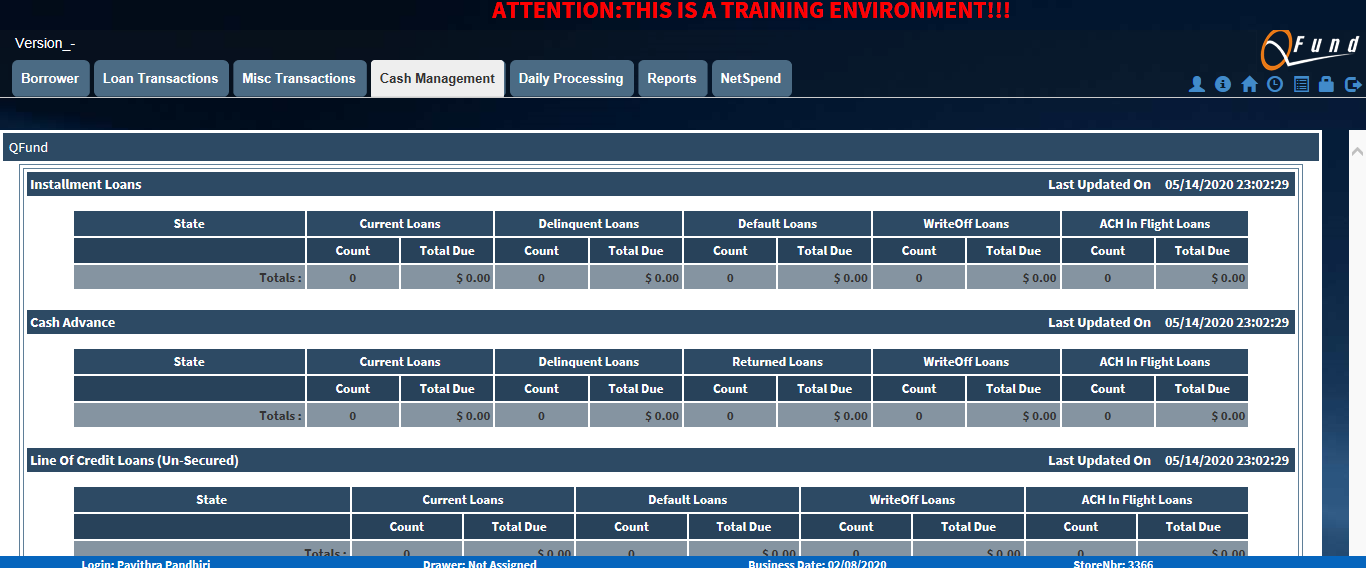 ATTENTION:THIS IS A TRAINING ENVIRONMENT!!!
Version_-
QFund
Borrower Loan Transactions Misc Transactions Cash Management Daily Processing Reports NetSpend
QFund
Installment Loans Last Updated On 05/14/2020 23:02:29
State Current Loans Delinquent Loans Default Loans WriteOff Loans ACH In Flight Loans
Count Total Due Count Total Due Count Total Due Count Total Due Count Total Due
Totals : 0 $ 0.00 0 $ 0.00 0 $ 0.00 0 $ 0.00 0 $ 0.00
Cash Advance Last Updated On 05/14/2020 23:02:29
State Current Loans Delinquent Loans Returned Loans WriteOff Loans ACH In Flight Loans
Count Total Due Count Total Due Count Total Due Count Total Due Count Total Due
Totals : 0 $ 0.00 0 $ 0.00 0 $ 0.00 0 $ 0.00 0 $ 0.00
Line Of Credit Loans (Un-Secured) Last Updated On 05/14/2020 23:02:29
State Current Loans Default Loans WriteOff Loans ACH In Flight Loans
Count Total Due Count Total Due Count Total Due Count Total Due
Totals : 0 $ 0.00 0 $ 0.00 0 $ 0.00 0 $ 0.00
Login: Pavithra Pandhiri Drawer: Not Assigned Business Date: 02/08/2020 StoreNbr: 3366